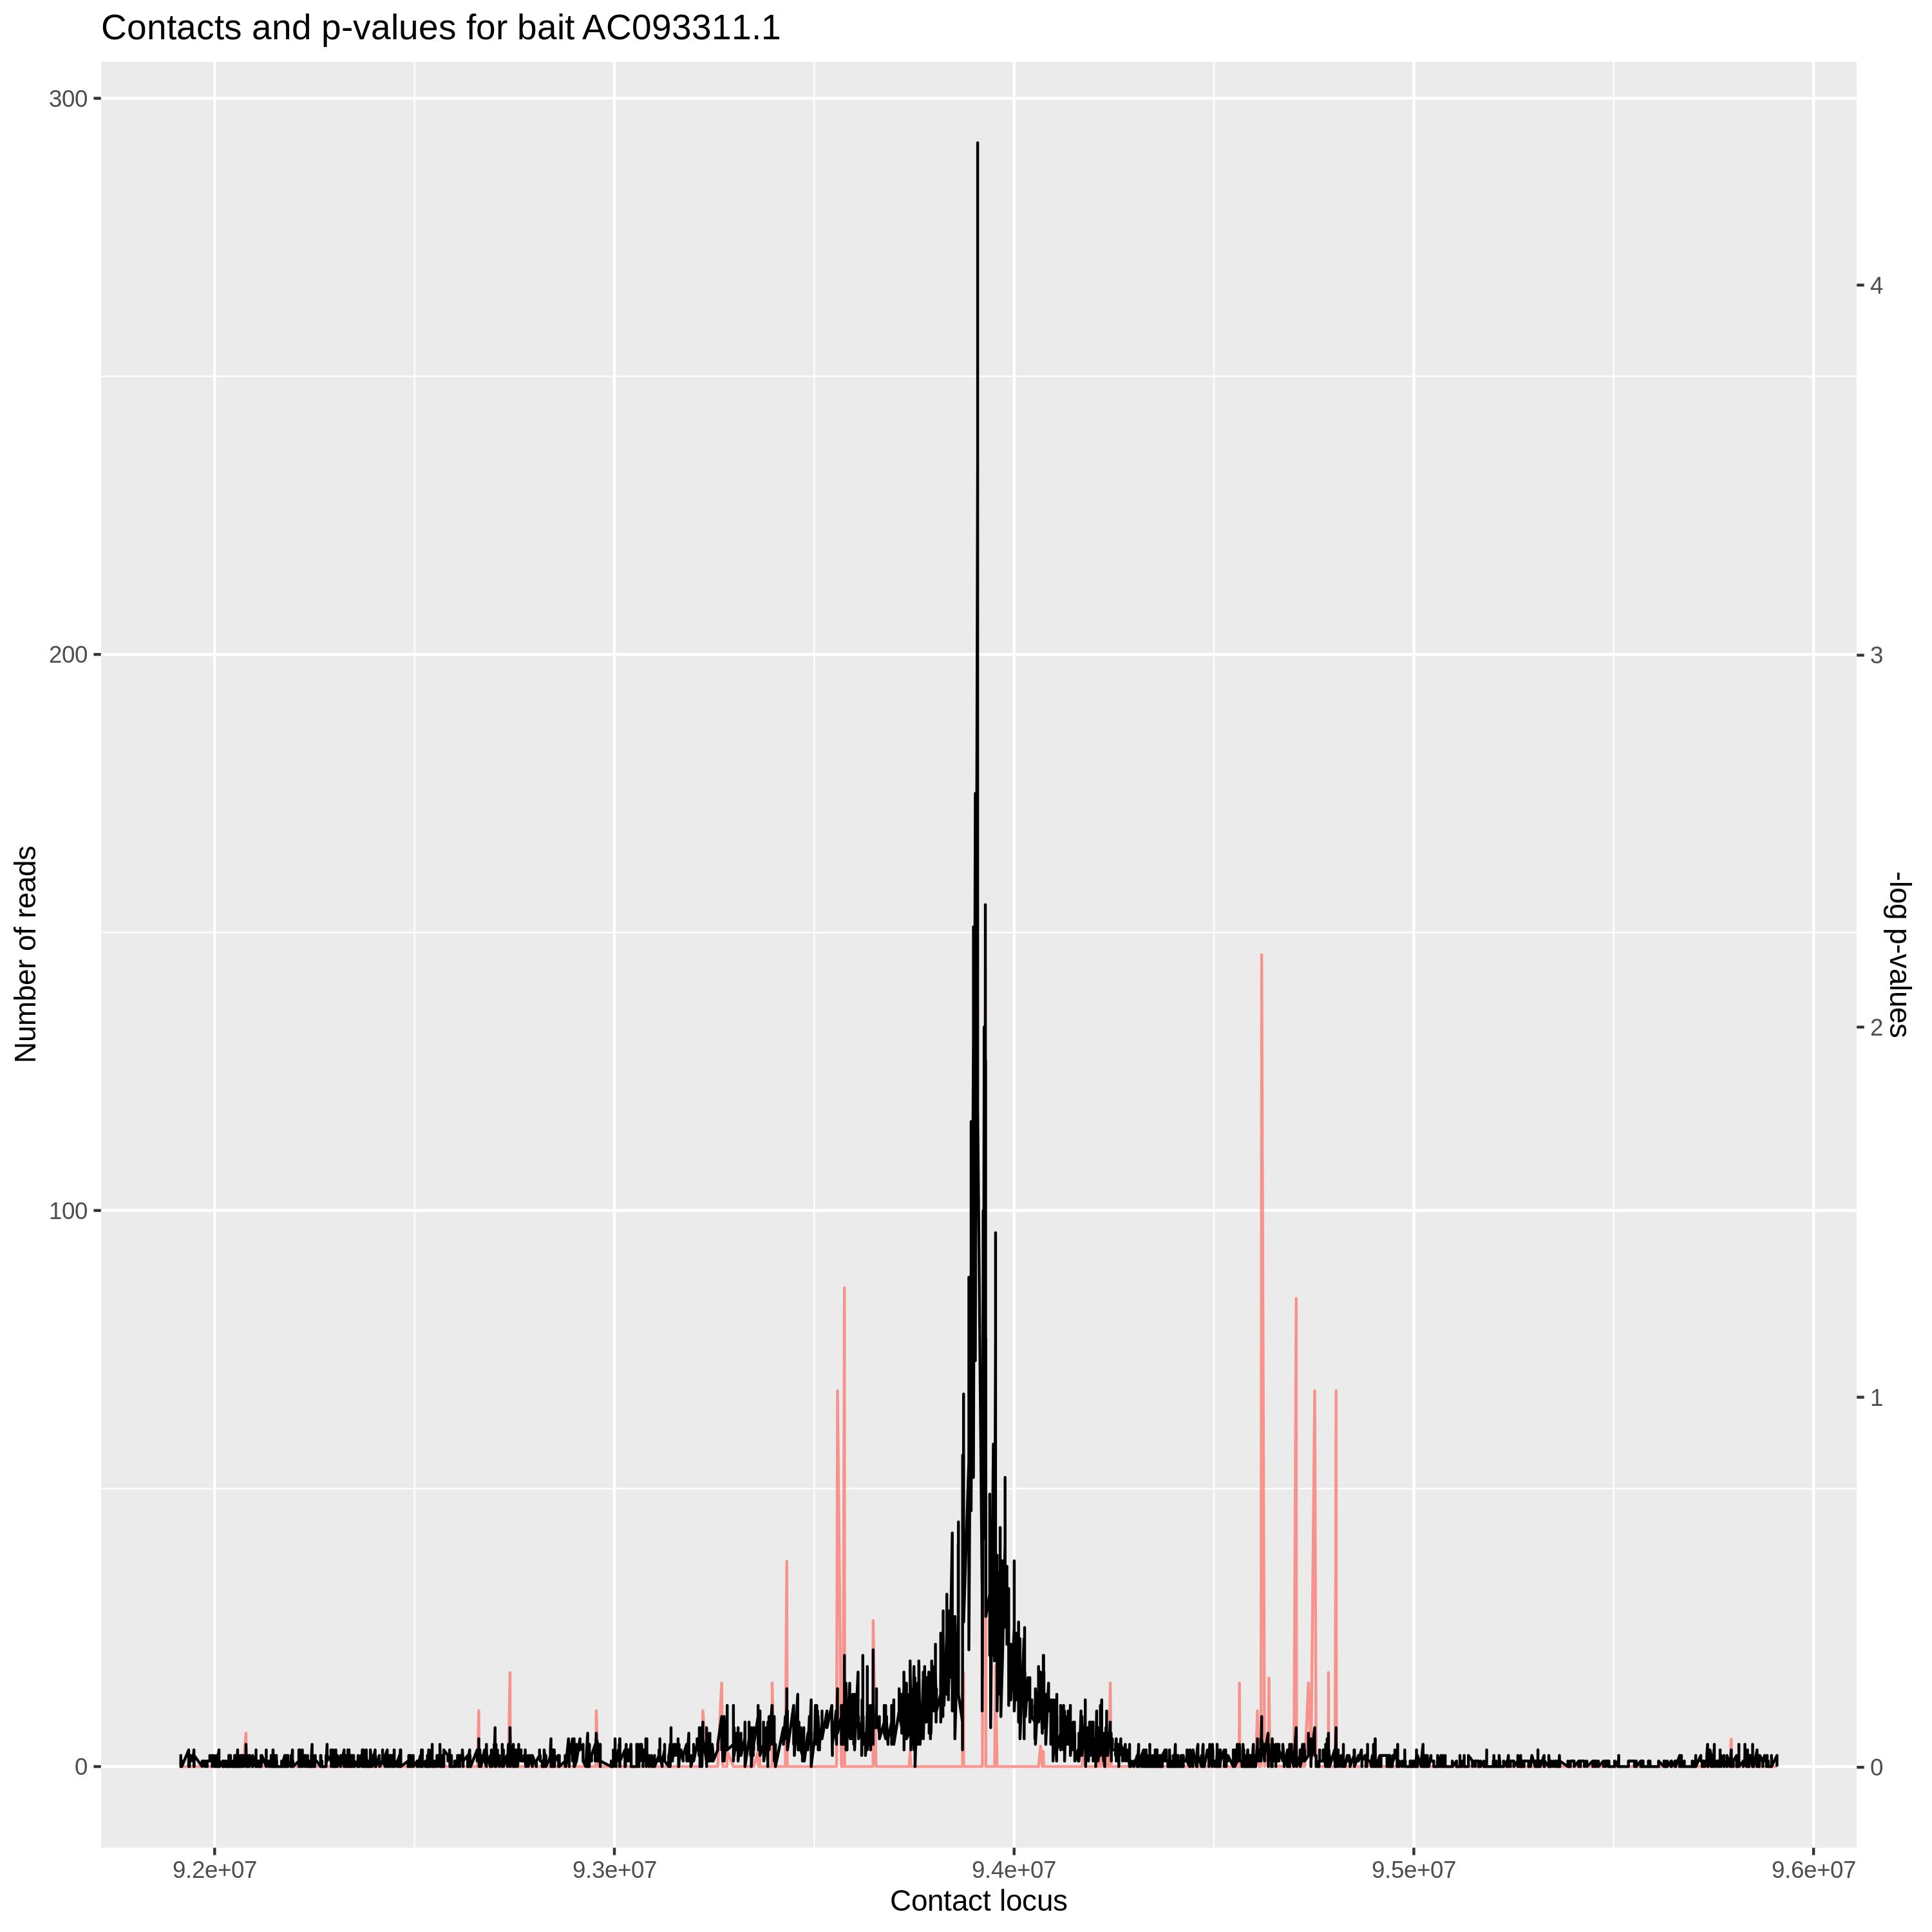 Contacts and p-values for bait AC093311.1
300
200
100
0
Number of reads
4
3
2
1
0
-log p-values
9.2e+07
9.3e+07
9.4e+07
9.5e+07
9.6e+07
Contact locus